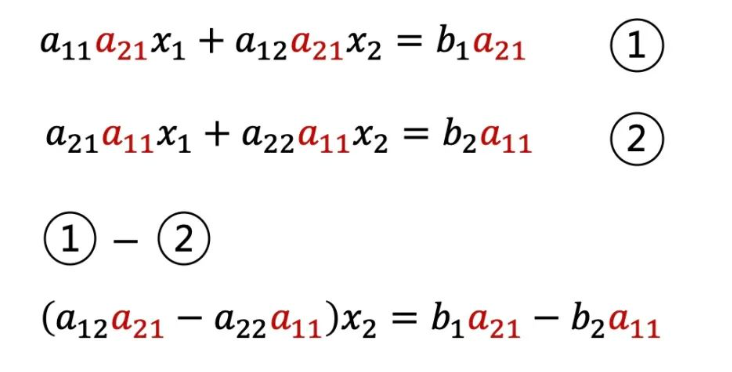 a₁₁a₂₁x₁ + a₁₂a₂₁x₂ = b₁a₂₁ ①
a₂₁a₁₁x₁ + a₂₂a₁₁x₂ = b₂a₁₁ ②
① − ②
(a₁₂a₂₁ − a₂₂a₁₁)x₂ = b₁a₂₁ − b₂a₁₁